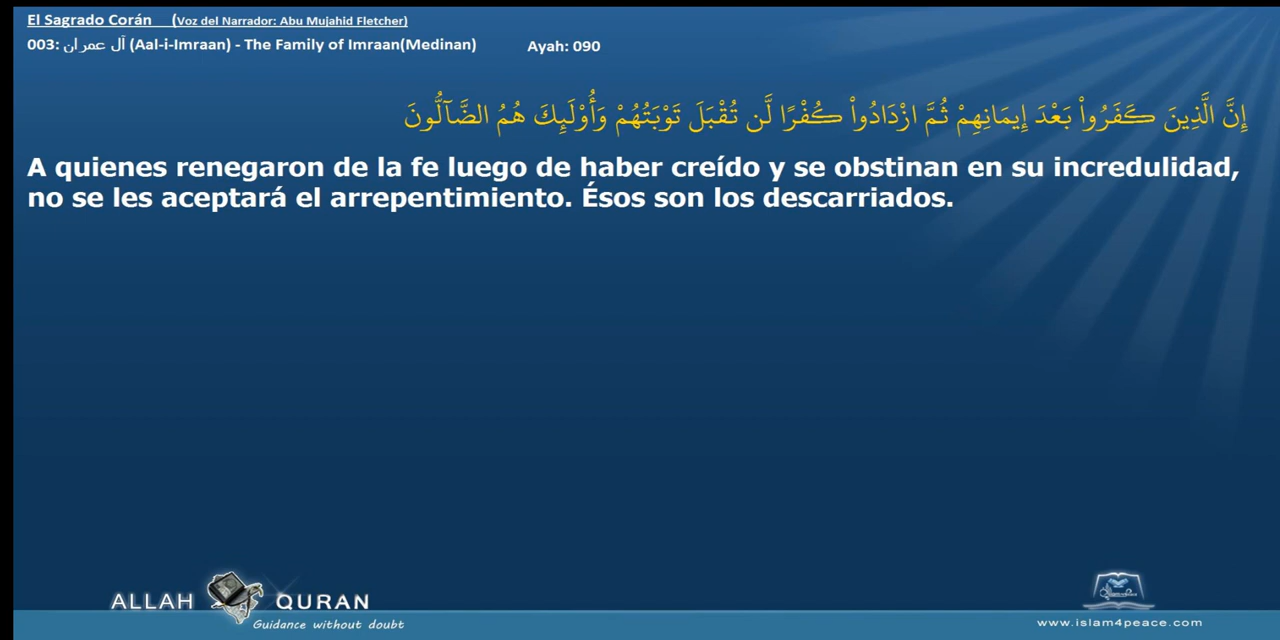 El Sagrado Corán (Voz del Narrador: Abu Mujahid Fletcher)
003: آل عمران (Aal-i-Imraan) - The Family of Imraan(Medinan) Ayah: 090
إِنَّ الَّذِينَ كَفَرُواْ بَعْدَ إِيمَانِهِمْ ثُمَّ ازْدَادُواْ كُفْرًا لَّن تُقْبَلَ تَوْبَتُهُمْ وَأُوْلَئِكَ هُمُ الضَّآلُّونَ
A quienes renegaron de la fe luego de haber creído y se obstinan en su incredulidad,
no se les aceptará el arrepentimiento. Ésos son los descarriados.
ALLAH QURAN
Guidance without doubt
www.islam4peace.com